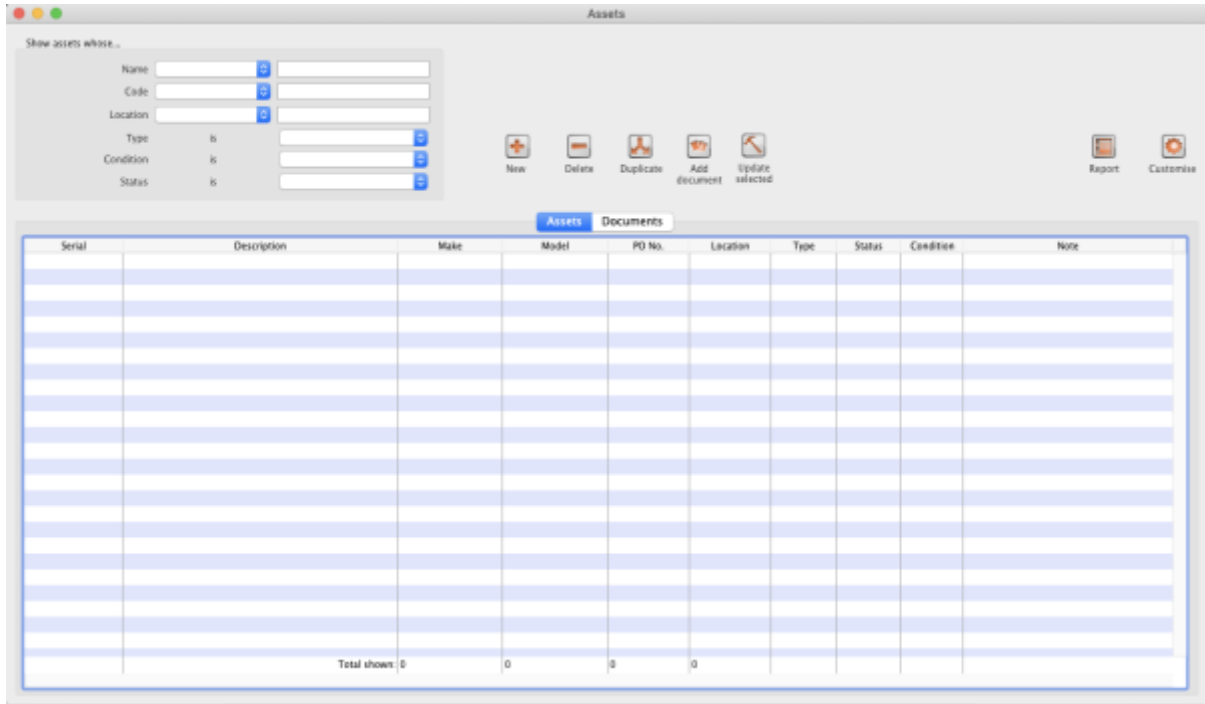 Assets
Show assets whose...
Name
Code
Location
Type is
Condition is
Status is
New Delete Duplicate Add document Update selected Report Customise
Assets Documents
Serial Description Make Model PO No. Location Type Status Condition Note
Total shown: 0 0 0 0